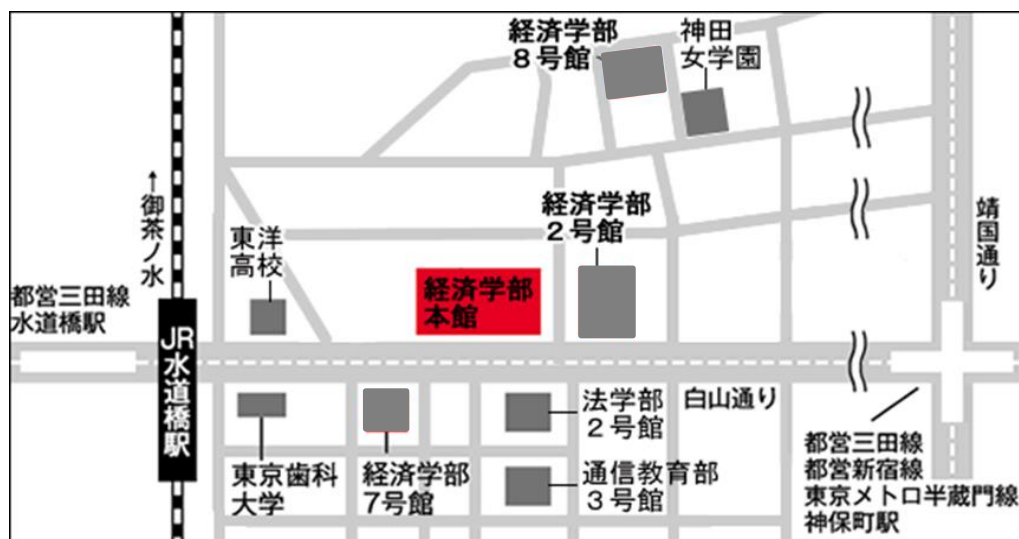 経済学部
8号館
神田
女学園
↑御茶ノ水
東洋
高校
経済学部
2号館
靖国通り
都営三田線
水道橋駅
経済学部
本館
JR水道橋駅
東京歯科
大学
経済学部
7号館
法学部
2号館
白山通り
通信教育部
3号館
都営三田線
都営新宿線
東京メトロ半蔵門線
神保町駅